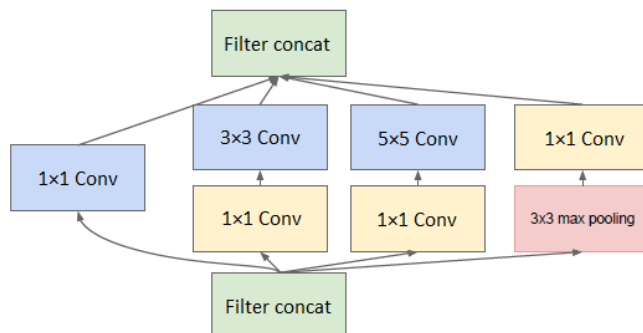 Filter concat
3×3 Conv
5×5 Conv
1×1 Conv
1×1 Conv
1×1 Conv
1×1 Conv
3x3 max pooling
Filter concat